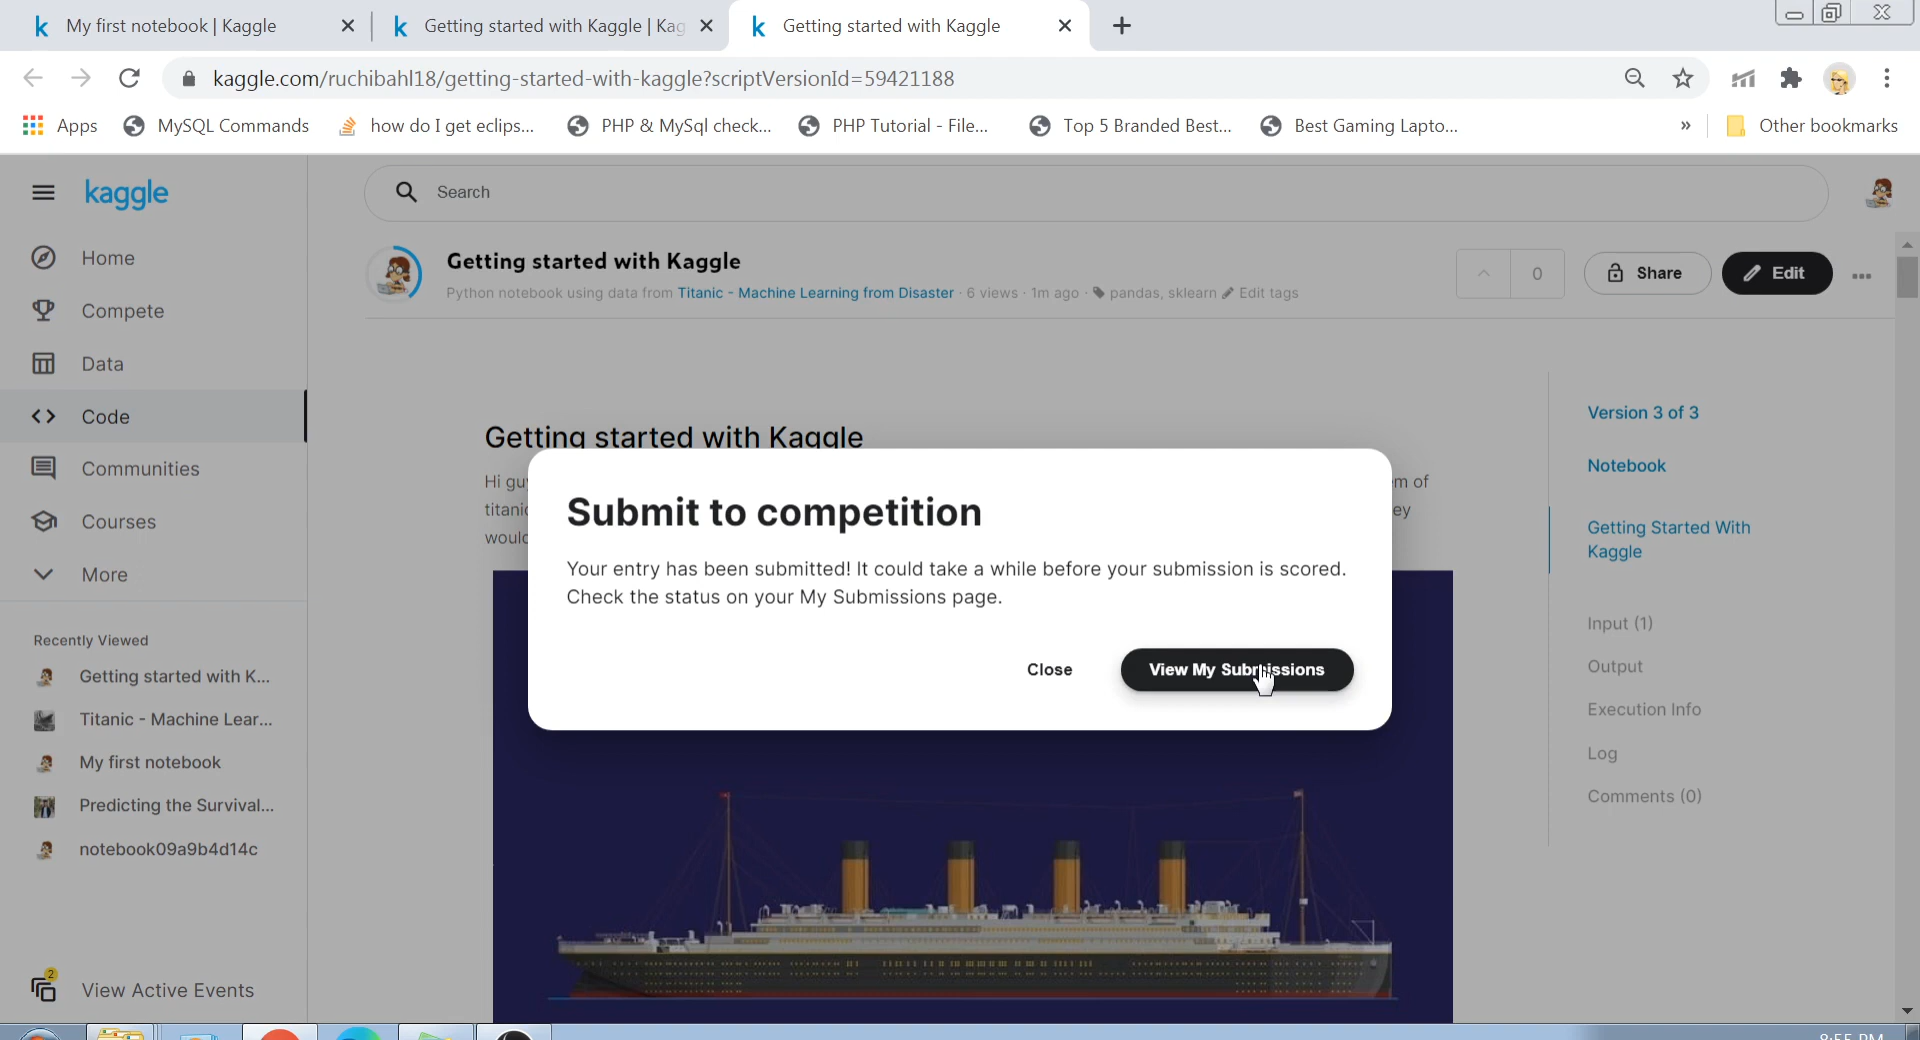 My first notebook | Kaggle
Getting started with Kaggle | Kag
Getting started with Kaggle
kaggle.com/ruchibahl18/getting-started-with-kaggle?scriptVersionId=59421188
Apps
MySQL Commands
how do I get eclips...
PHP & MySql check...
PHP Tutorial - File...
Top 5 Branded Best...
Best Gaming Lapto...
»
Other bookmarks
kaggle
Search
Home
Compete
Data
Code
Communities
Courses
More
Recently Viewed
Getting started with K...
Titanic - Machine Lear...
My first notebook
Predicting the Survival...
notebook09a9b4d14c
2
View Active Events
Getting started with Kaggle
Python notebook using data from Titanic - Machine Learning from Disaster · 6 views · 1m ago · pandas, sklearn Edit tags
0
Share
Edit
Getting started with Kaggle
Hi
of
Submit to competition
Your entry has been submitted! It could take a while before your submission is scored.
Check the status on your My Submissions page.
Close
View My Submissions
Version 3 of 3
Notebook
Getting Started With
Kaggle
Input (1)
Output
Execution Info
Log
Comments (0)
8:55 PM